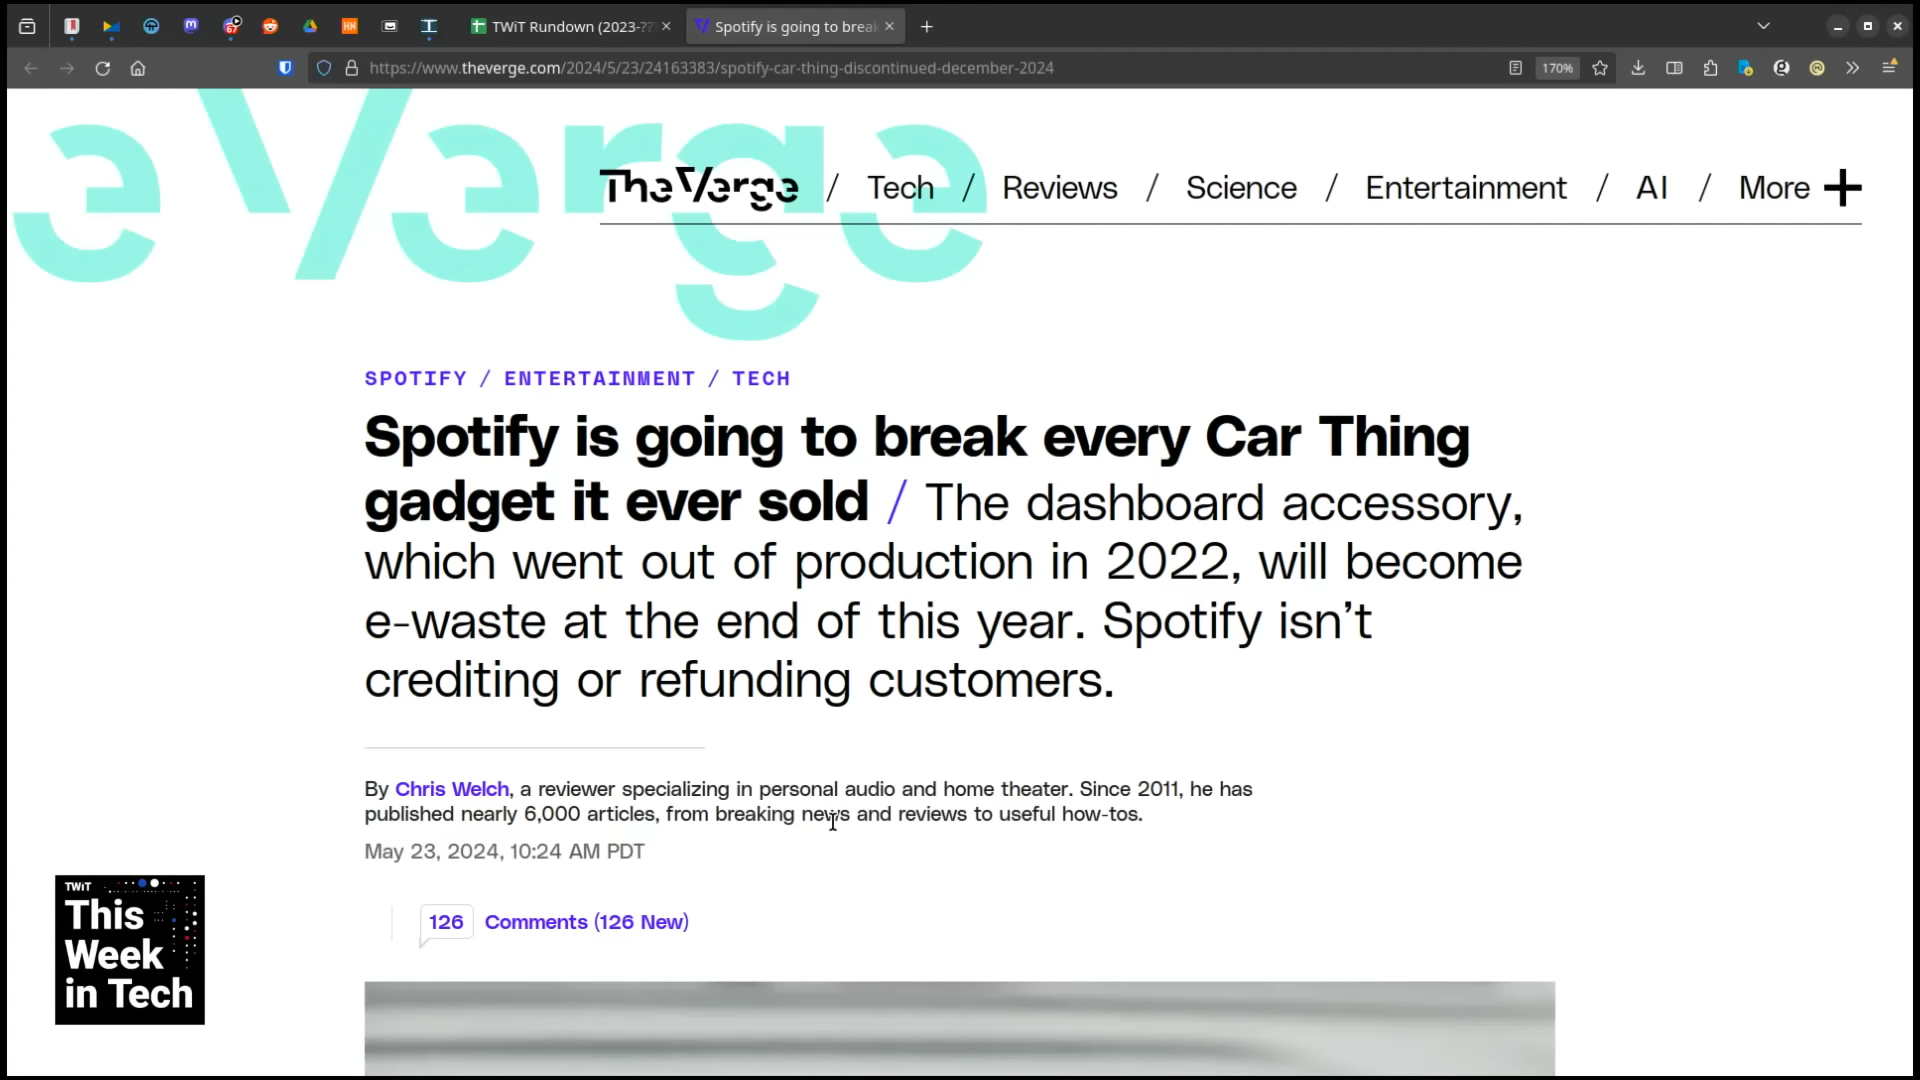 TWiT Rundown (2023-??
Spotify is going to break
https://www.theverge.com/2024/5/23/24163383/spotify-car-thing-discontinued-december-2024
170%
e Verge
The Verge / Tech / Reviews / Science / Entertainment / AI / More +
SPOTIFY / ENTERTAINMENT / TECH
Spotify is going to break every Car Thing
gadget it ever sold / The dashboard accessory,
which went out of production in 2022, will become
e-waste at the end of this year. Spotify isn’t
crediting or refunding customers.
By Chris Welch, a reviewer specializing in personal audio and home theater. Since 2011, he has
published nearly 6,000 articles, from breaking news and reviews to useful how-tos.
May 23, 2024, 10:24 AM PDT
126 Comments (126 New)
TWiT
This
Week
in Tech